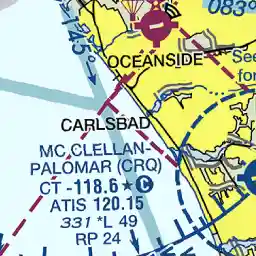 083°
45°
OCEANSIDE
See
for
CARLSBAD
MC CLELLAN-
PALOMAR (CRQ)
CT -118.6 ★ C
ATIS 120.15
331 *L 49
RP 24